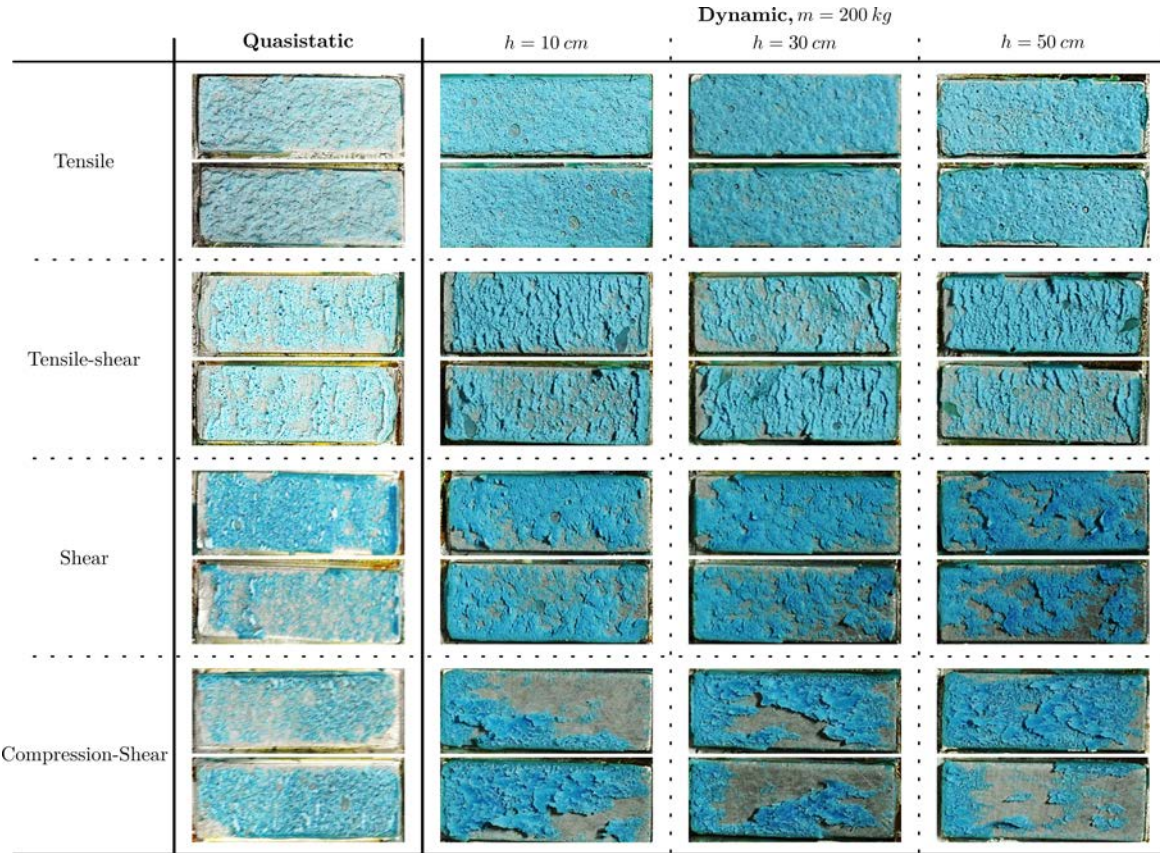 Dynamic, m = 200 kg
Quasistatic h = 10 cm h = 30 cm h = 50 cm
Tensile
Tensile-shear
Shear
Compression-Shear